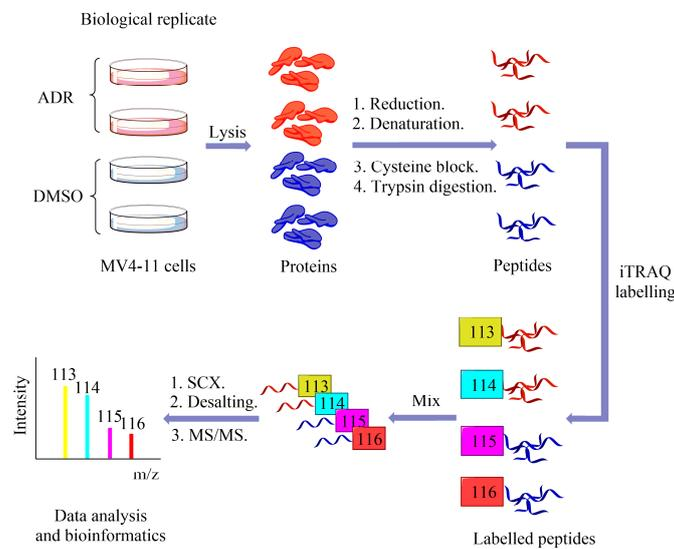 Biological replicate
ADR
DMSO
MV4-11 cells
Lysis
Proteins
1. Reduction.
2. Denaturation.
3. Cysteine block.
4. Trypsin digestion.
Peptides
iTRAQ
labelling
113
114
115
116
Labelled peptides
Mix
113
114
115
116
1. SCX.
2. Desalting.
3. MS/MS.
Intensity
113
114
115
116
m/z
Data analysis
and bioinformatics